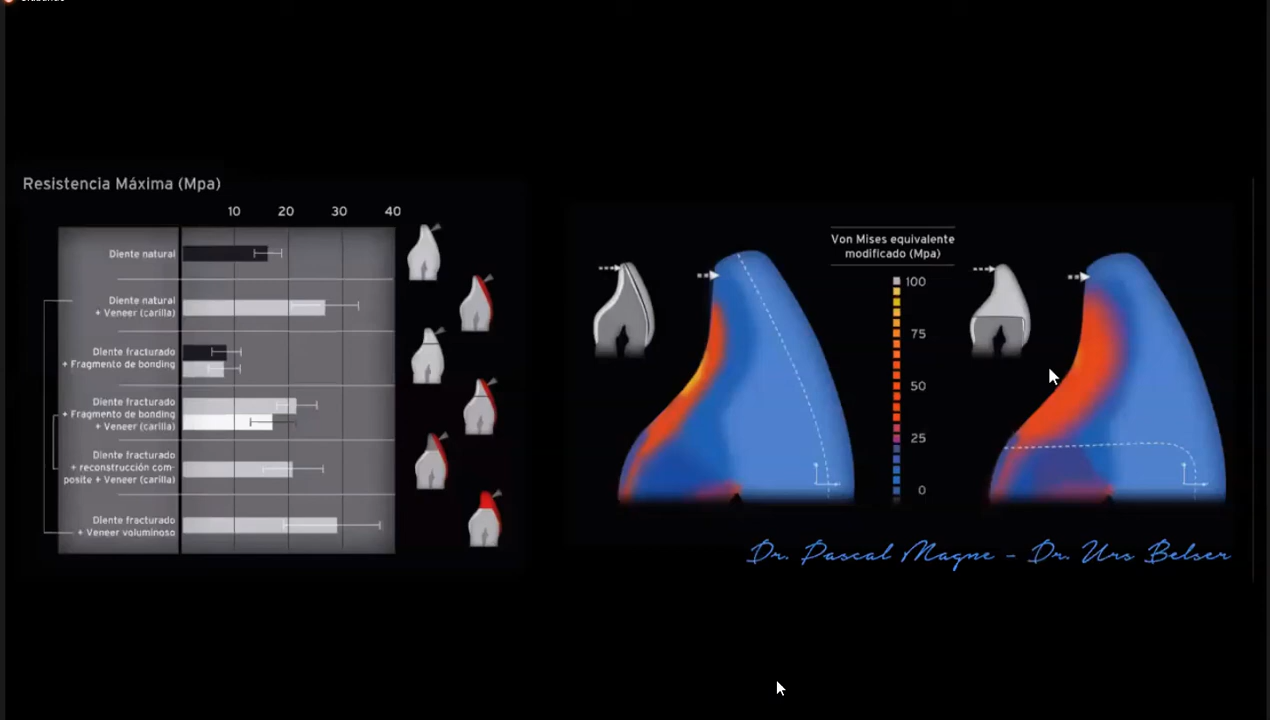 Resistencia Máxima (Mpa)
10 20 30 40
Diente natural
Diente natural
+ Veneer (carilla)
Diente fracturado
+ Fragmento de bonding
Diente fracturado
+ Fragmento de bonding
+ Veneer (carilla)
Diente fracturado
+ reconstrucción com-
posite + Veneer (carilla)
Diente fracturado
+ Veneer voluminoso
Von Mises equivalente
modificado (Mpa)
100
75
50
25
0
Dr. Pascal Magne - Dr. Urs Belser